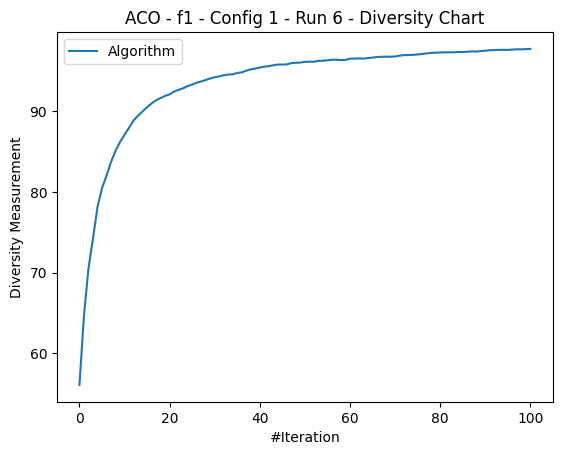 ACO - f1 - Config 1 - Run 6 - Diversity Chart
Algorithm
Diversity Measurement
90
80
70
60
0 20 40 60 80 100
#Iteration